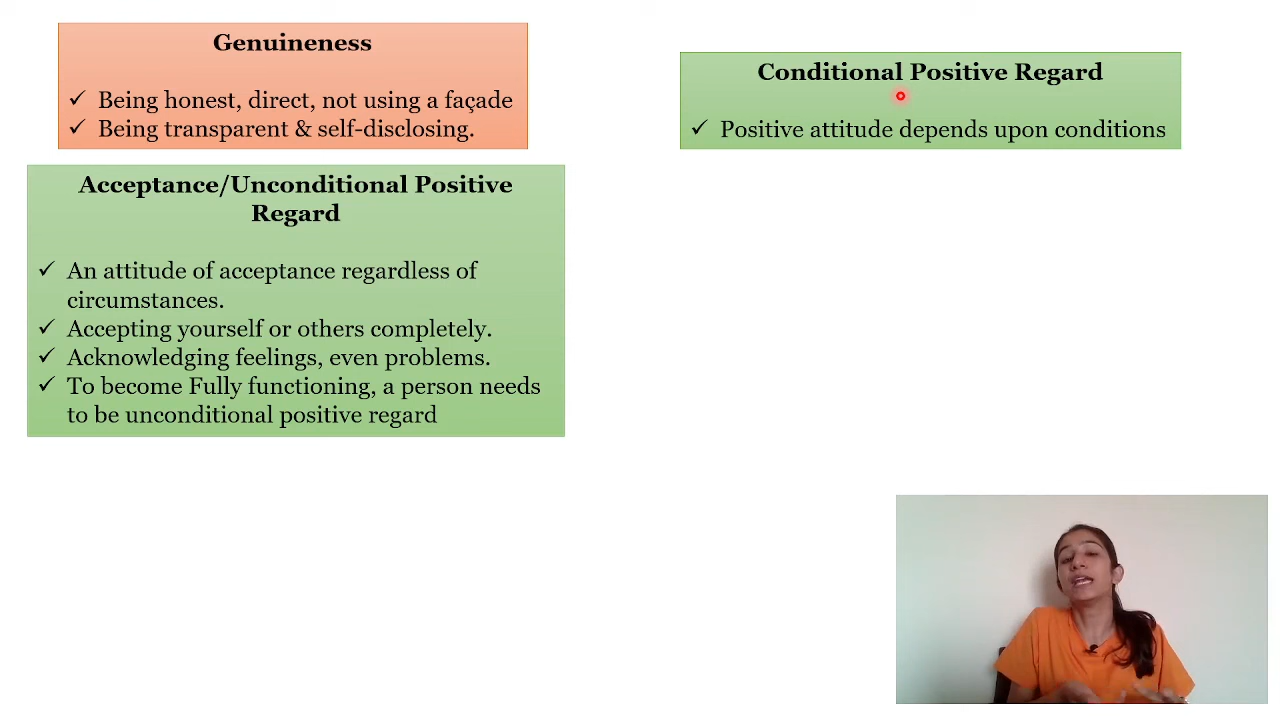 Genuineness
✓ Being honest, direct, not using a façade
✓ Being transparent & self-disclosing.
Acceptance/Unconditional Positive
Regard
✓ An attitude of acceptance regardless of
circumstances.
✓ Accepting yourself or others completely.
✓ Acknowledging feelings, even problems.
✓ To become Fully functioning, a person needs
to be unconditional positive regard
Conditional Positive Regard
✓ Positive attitude depends upon conditions